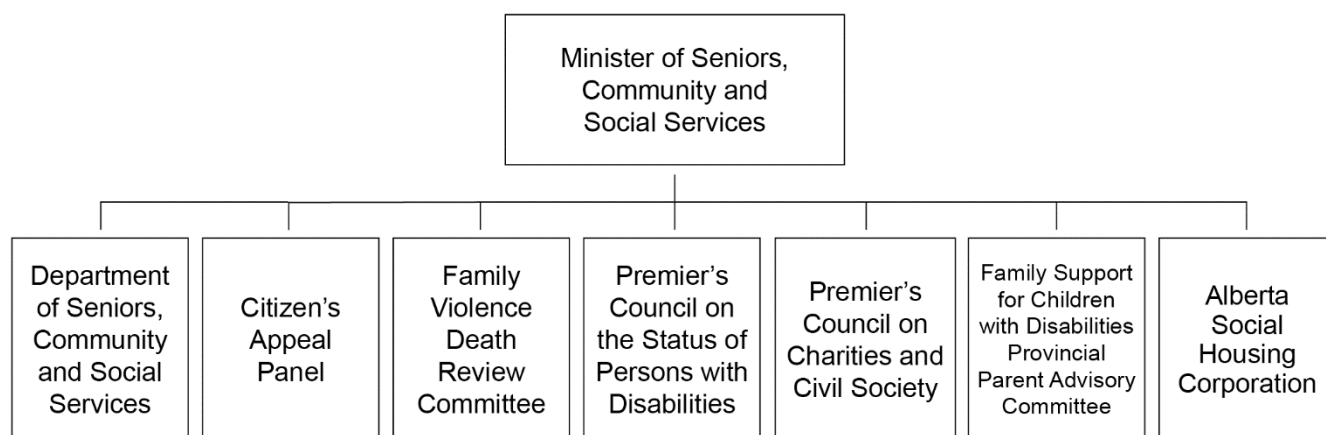 Minister of Seniors,
Community and
Social Services
Department
of Seniors,
Community
and Social
Services
Citizen's
Appeal
Panel
Family
Violence
Death
Review
Committee
Premier’s
Council on
the Status of
Persons with
Disabilities
Premier’s
Council on
Charities and
Civil Society
Family Support
for Children
with Disabilities
Provincial
Parent Advisory
Committee
Alberta
Social
Housing
Corporation